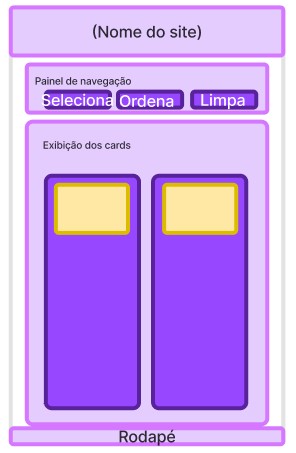 (Nome do site)
Painel de navegação
Seleciona Ordena Limpa
Exibição dos cards
Rodapé